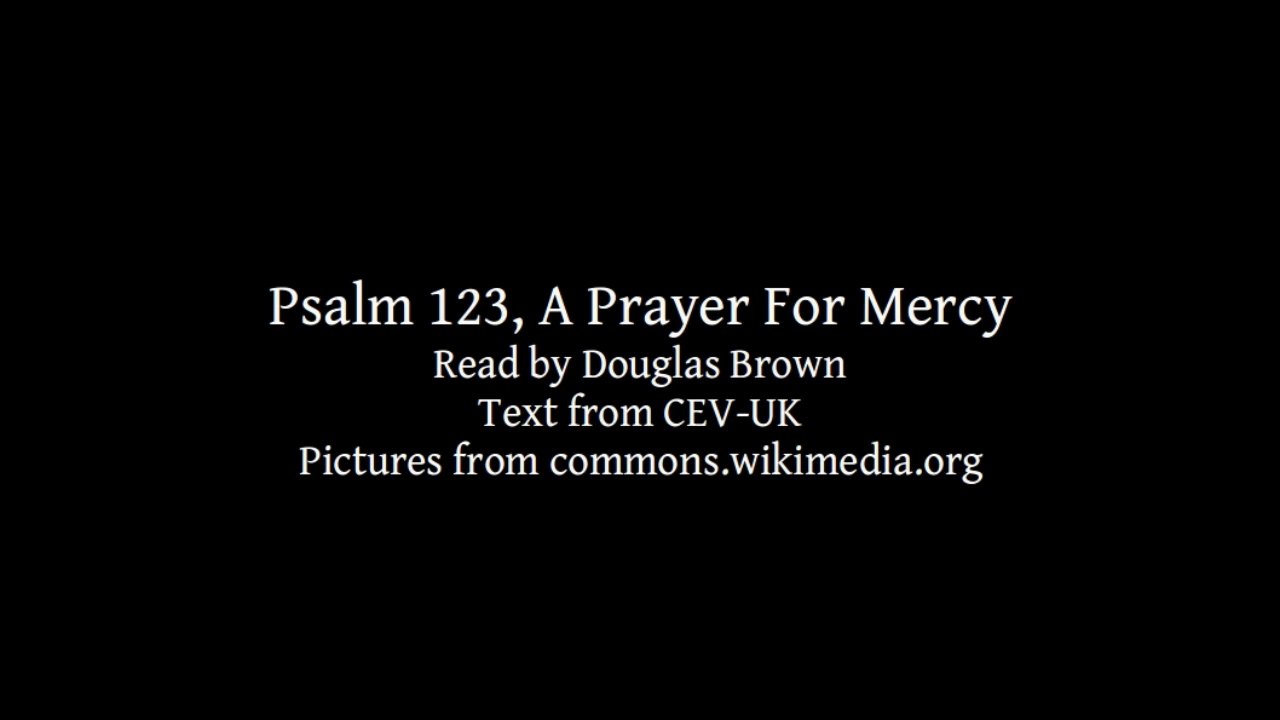 Psalm 123, A Prayer For Mercy
Read by Douglas Brown
Text from CEV-UK
Pictures from commons.wikimedia.org